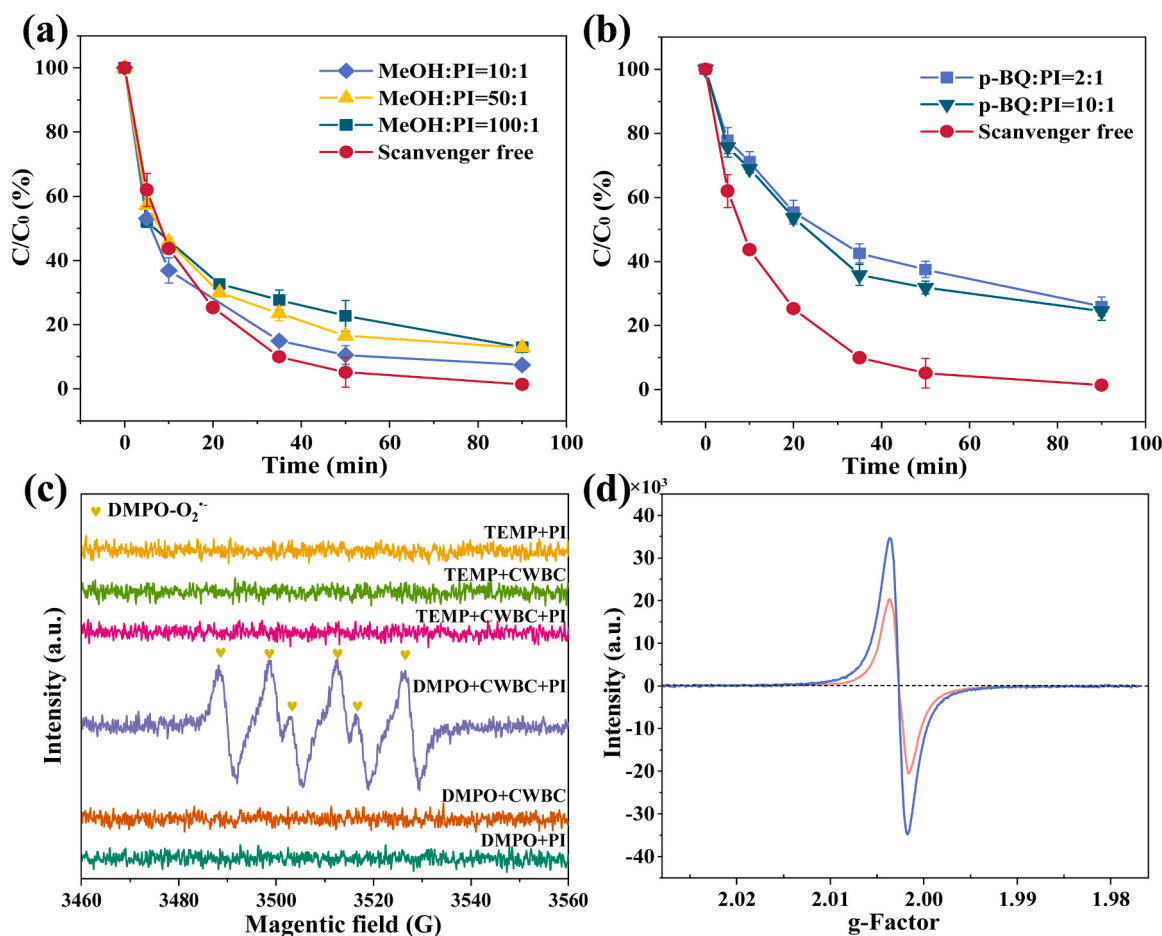 (a)
MeOH:PI=10:1
MeOH:PI=50:1
MeOH:PI=100:1
Scanvenger free
C/C₀ (%)
100
80
60
40
20
0
0 20 40 60 80 100
Time (min)
(b)
p-BQ:PI=2:1
p-BQ:PI=10:1
Scanvenger free
C/C₀ (%)
100
80
60
40
20
0
0 20 40 60 80 100
Time (min)
(c)
DMPO-O₂•-
TEMP+PI
TEMP+CWBC
TEMP+CWBC+PI
DMPO+CWBC+PI
DMPO+CWBC
DMPO+PI
Intensity (a.u.)
3460 3480 3500 3520 3540 3560
Magentic field (G)
(d)
×10³
40
30
20
10
0
-10
-20
-30
-40
Intensity (a.u.)
2.02 2.01 2.00 1.99 1.98
g-Factor